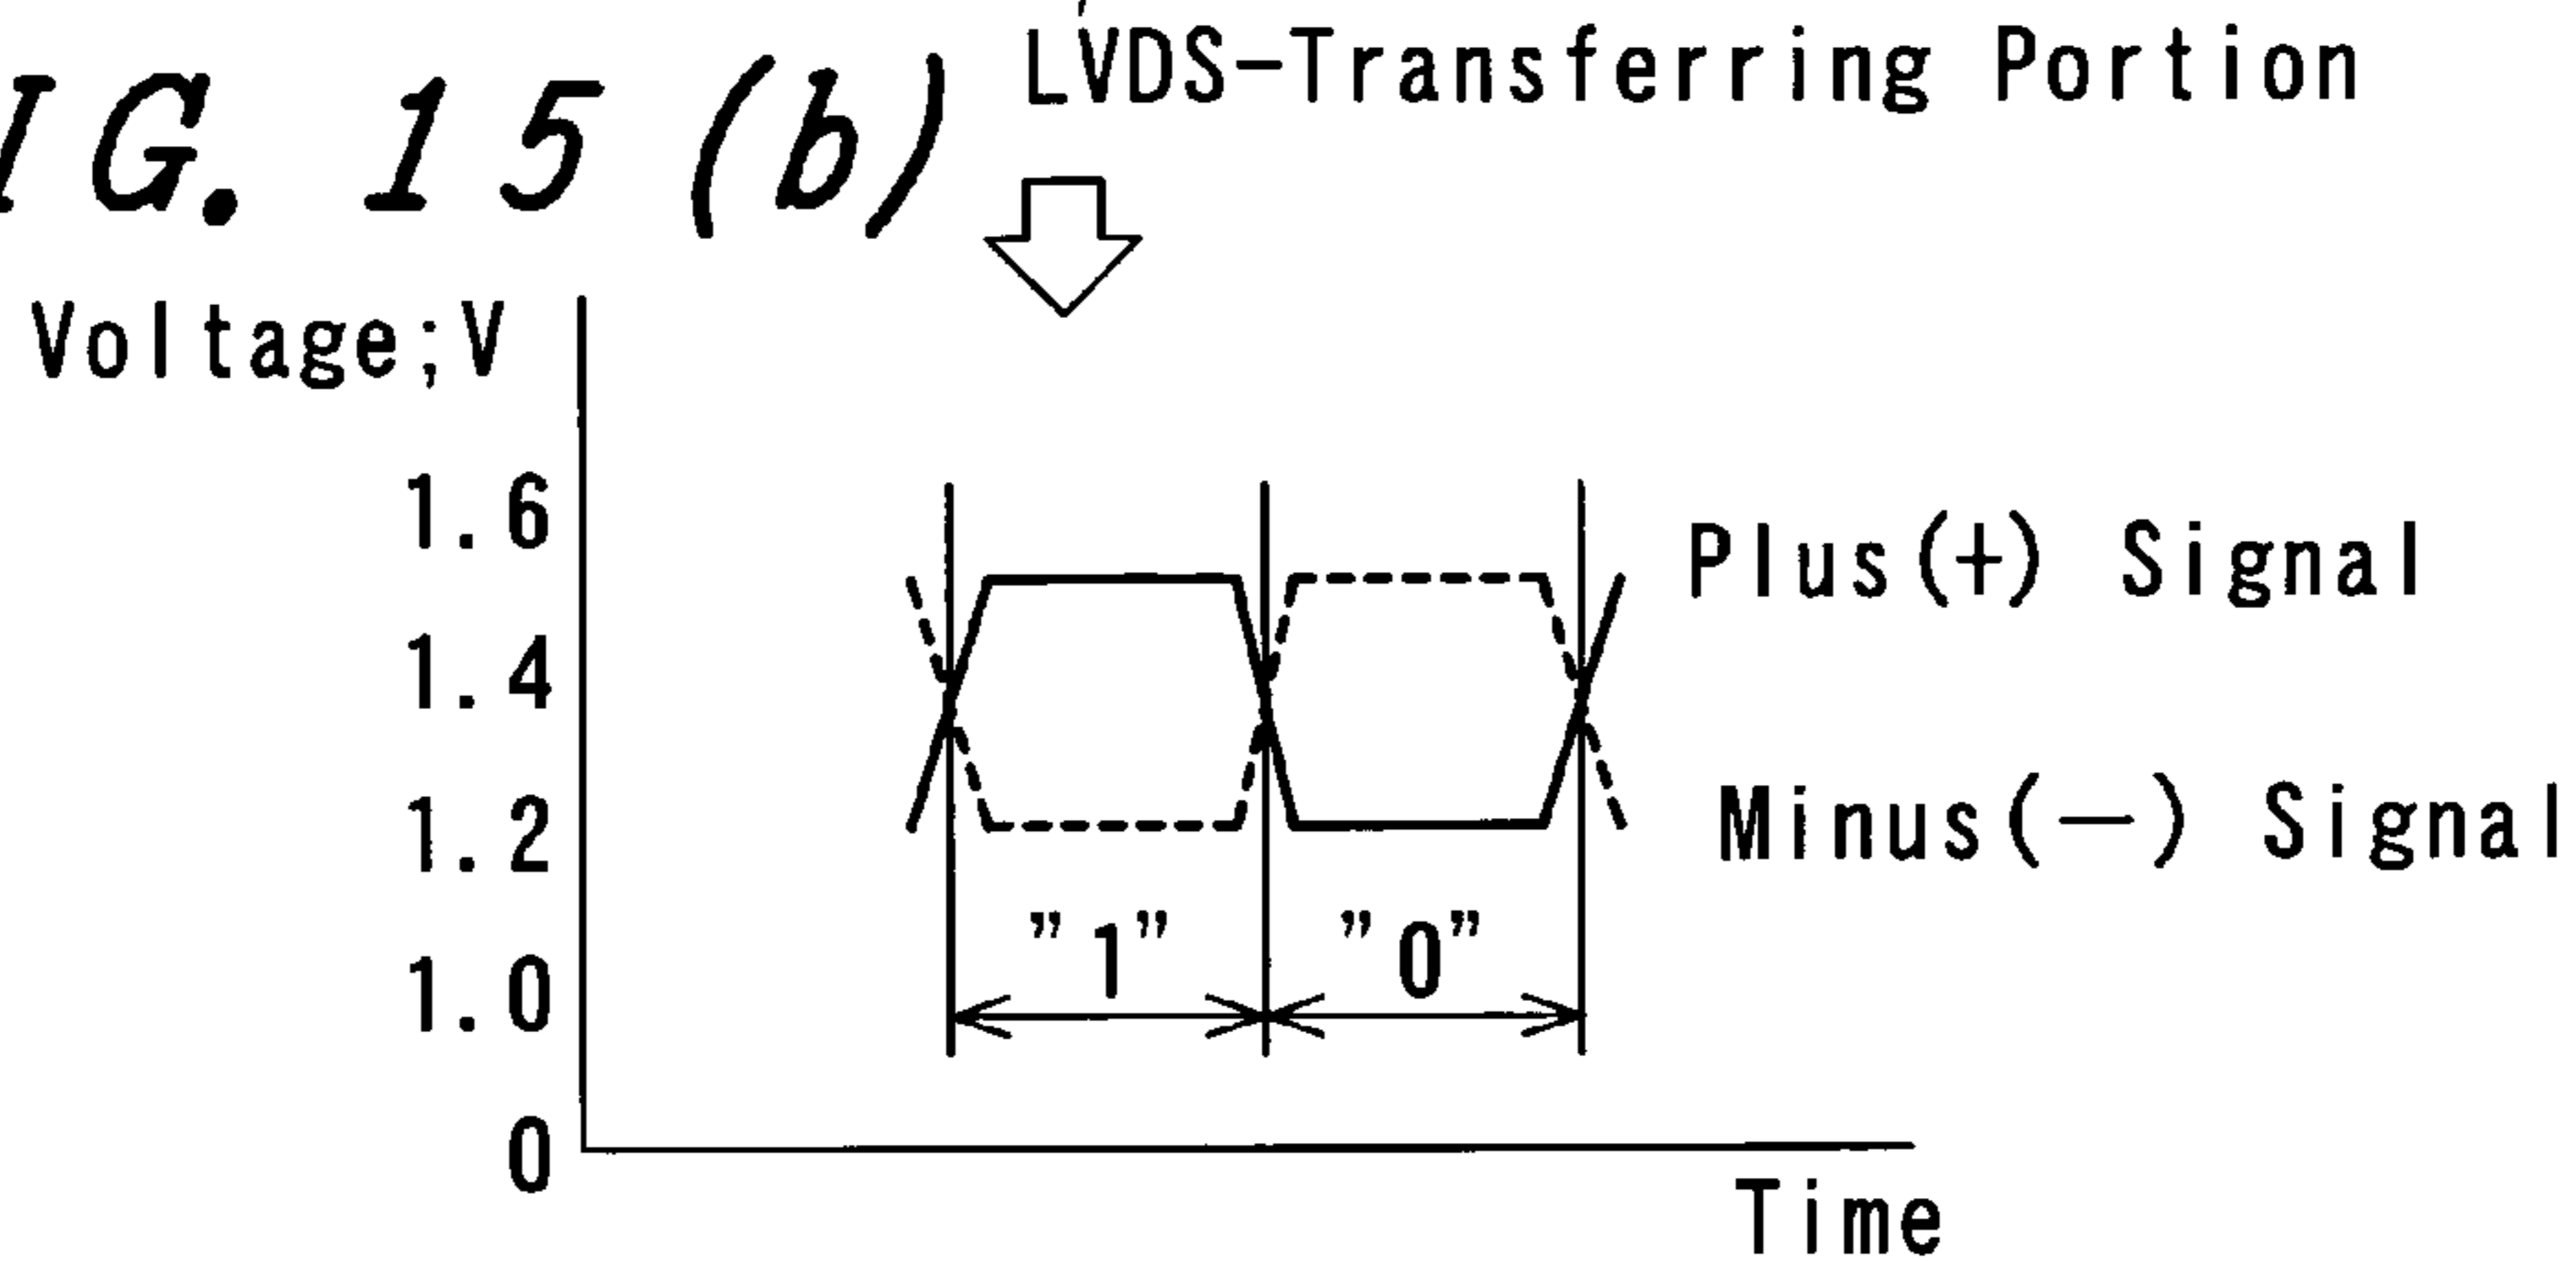 IG. 15 (b)
LVDS-Transferring Portion
Voltage;V
1.6
Plus(+) Signal
1.4
1.2
Minus(—) Signal
"1" "0"
1.0
0
Time